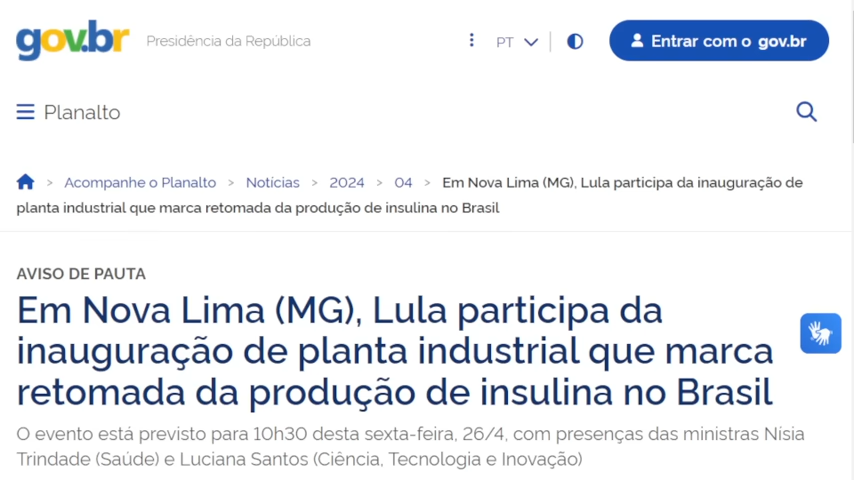 gov.br Presidência da República PT Entrar com o gov.br
Planalto
> Acompanhe o Planalto > Notícias > 2024 > 04 > Em Nova Lima (MG), Lula participa da inauguração de
planta industrial que marca retomada da produção de insulina no Brasil
AVISO DE PAUTA
Em Nova Lima (MG), Lula participa da
inauguração de planta industrial que marca
retomada da produção de insulina no Brasil
O evento está previsto para 10h30 desta sexta-feira, 26/4, com presenças das ministras Nísia
Trindade (Saúde) e Luciana Santos (Ciência, Tecnologia e Inovação)